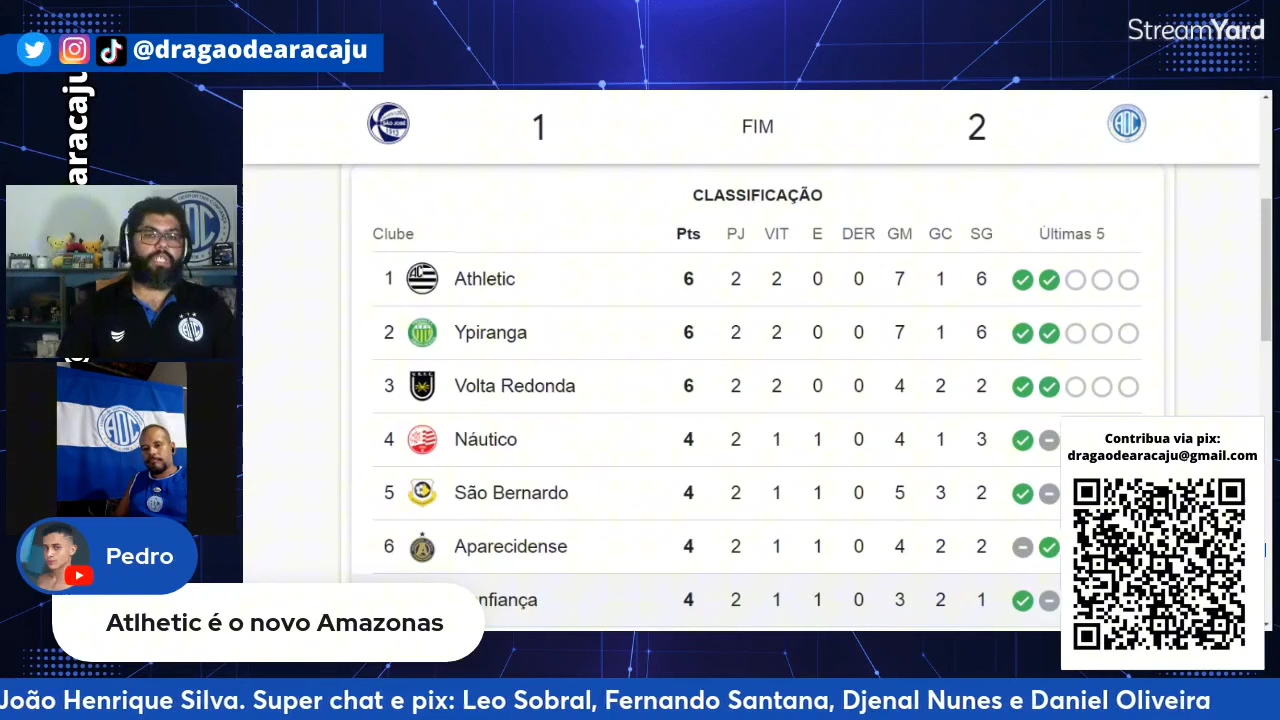 StreamYard
@dragaodearacaju
aracaju
1 FIM 2
CLASSIFICAÇÃO
Clube Pts PJ VIT E DER GM GC SG Últimas 5
1 Athletic 6 2 2 0 0 7 1 6
2 Ypiranga 6 2 2 0 0 7 1 6
3 Volta Redonda 6 2 2 0 0 4 2 2
4 Náutico 4 2 1 1 0 4 1 3
5 São Bernardo 4 2 1 1 0 5 3 2
6 Aparecidense 4 2 1 1 0 4 2 2
nfiança 4 2 1 1 0 3 2 1
Contribua via pix:
dragaodearacaju@gmail.com
Pedro
Atlhetic é o novo Amazonas
João Henrique Silva. Super chat e pix: Leo Sobral, Fernando Santana, Djenal Nunes e Daniel Oliveira